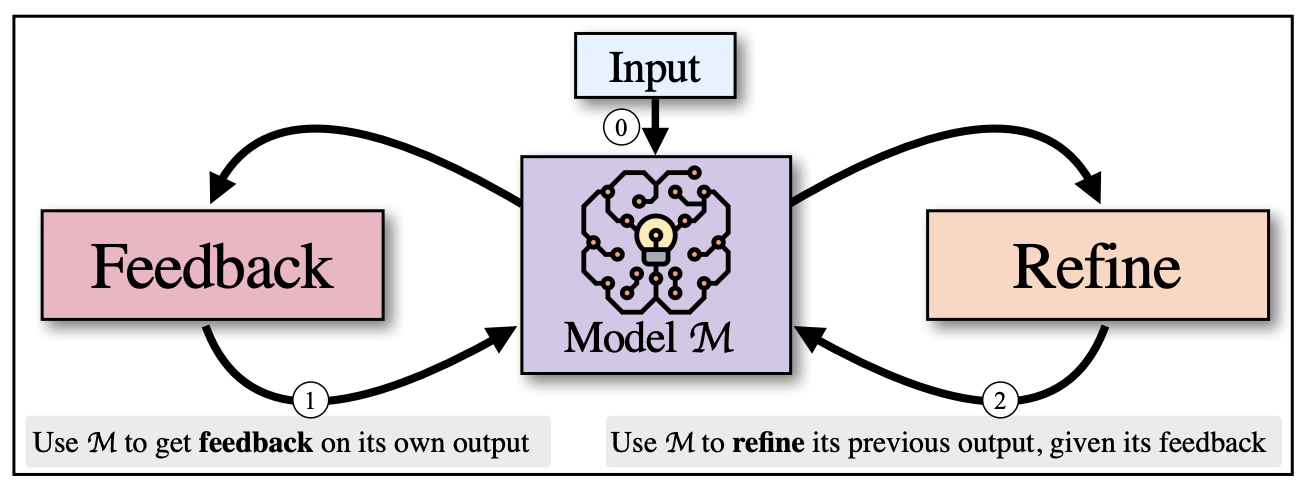 Input
0
Feedback
Refine
Model ℳ
1
2
Use ℳ to get feedback on its own output
Use ℳ to refine its previous output, given its feedback